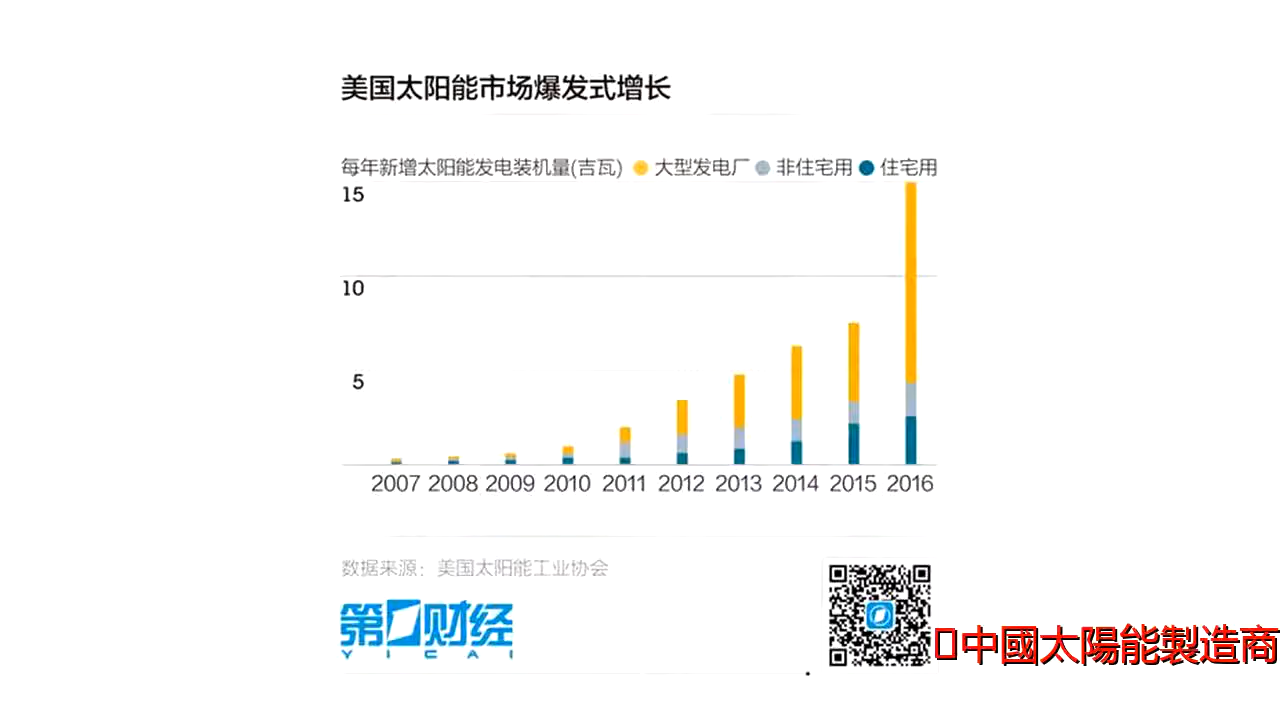 美国太阳能市场爆发式增长
每年新增太阳能发电装机量(吉瓦) 大型发电厂 非住宅用 住宅用
15
10
5
2007 2008 2009 2010 2011 2012 2013 2014 2015 2016
数据来源：美国太阳能工业协会
第一财经
YICAI
中國太陽能製造商